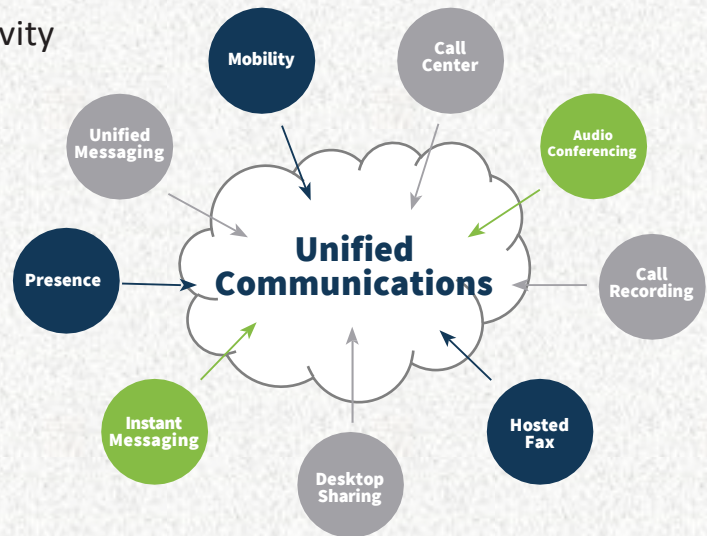 vity
Mobility
Call
Center
Unified
Messaging
Audio
Conferencing
Unified
Communications
Presence
Call
Recording
Instant
Messaging
Hosted
Fax
Desktop
Sharing